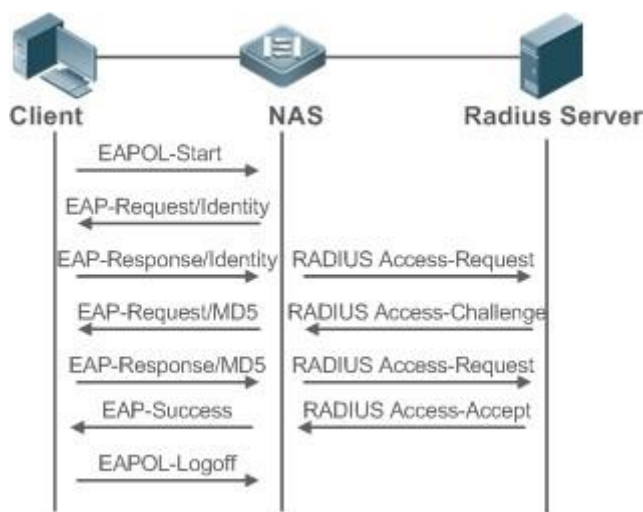 Client NAS Radius Server
EAPOL-Start
EAP-Request/Identity
EAP-Response/Identity RADIUS Access-Request
EAP-Request/MD5 RADIUS Access-Challenge
EAP-Response/MD5 RADIUS Access-Request
EAP-Success RADIUS Access-Accept
EAPOL-Logoff